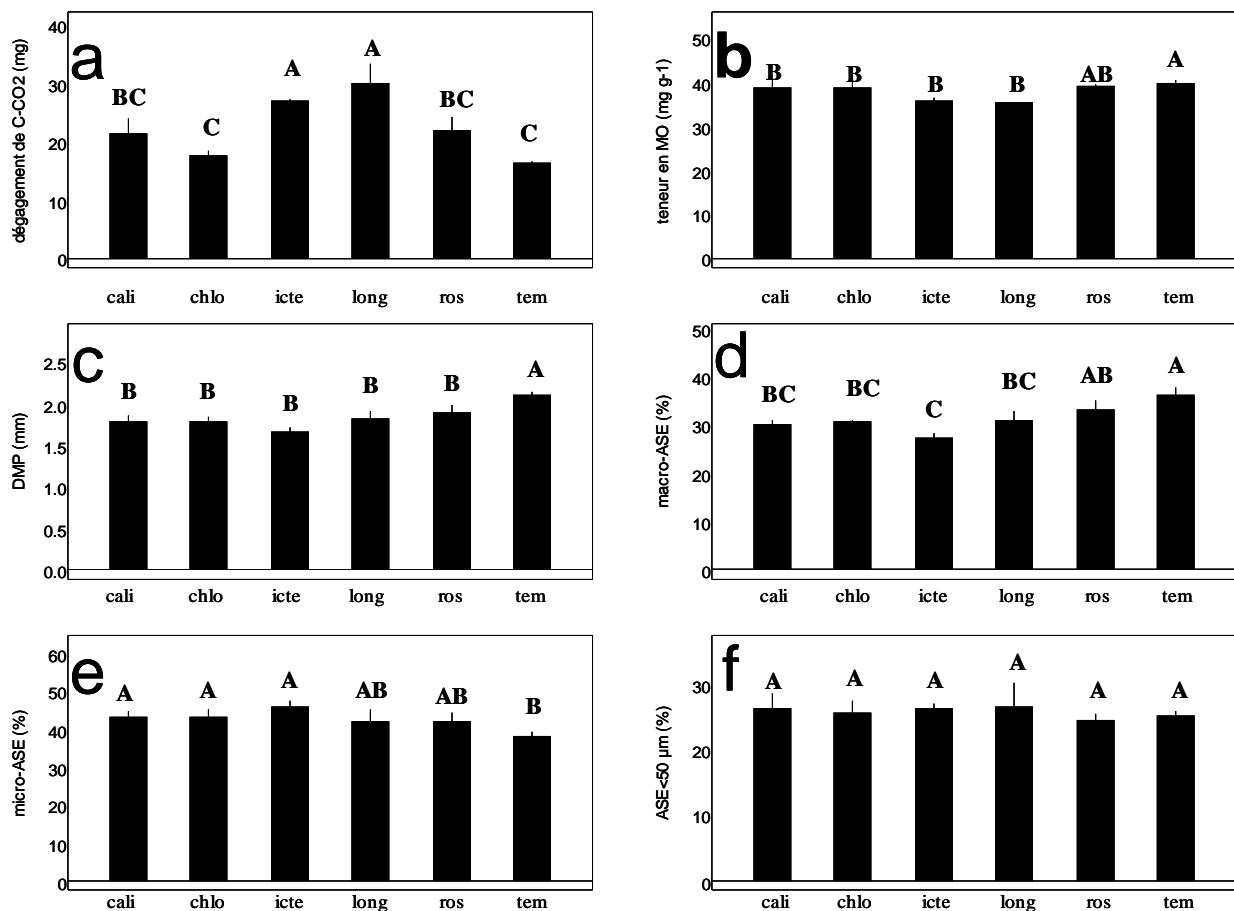 a
dégagement de C-CO2 (mg)
40
30
20
10
0
BC
C
A
A
BC
C
cali chlo icte long ros tem
b
teneur en MO (mg g-1)
50
40
30
20
10
0
B
B
B
B
AB
A
cali chlo icte long ros tem
c
DMP (mm)
2.5
2.0
1.5
1.0
0.5
0.0
B
B
B
B
B
A
cali chlo icte long ros tem
d
macro-ASE (%)
50
40
30
20
10
0
BC
BC
C
BC
AB
A
cali chlo icte long ros tem
e
micro-ASE (%)
60
50
40
30
20
10
0
A
A
A
AB
AB
B
cali chlo icte long ros tem
f
ASE<50 µm (%)
30
20
10
0
A
A
A
A
A
A
cali chlo icte long ros tem